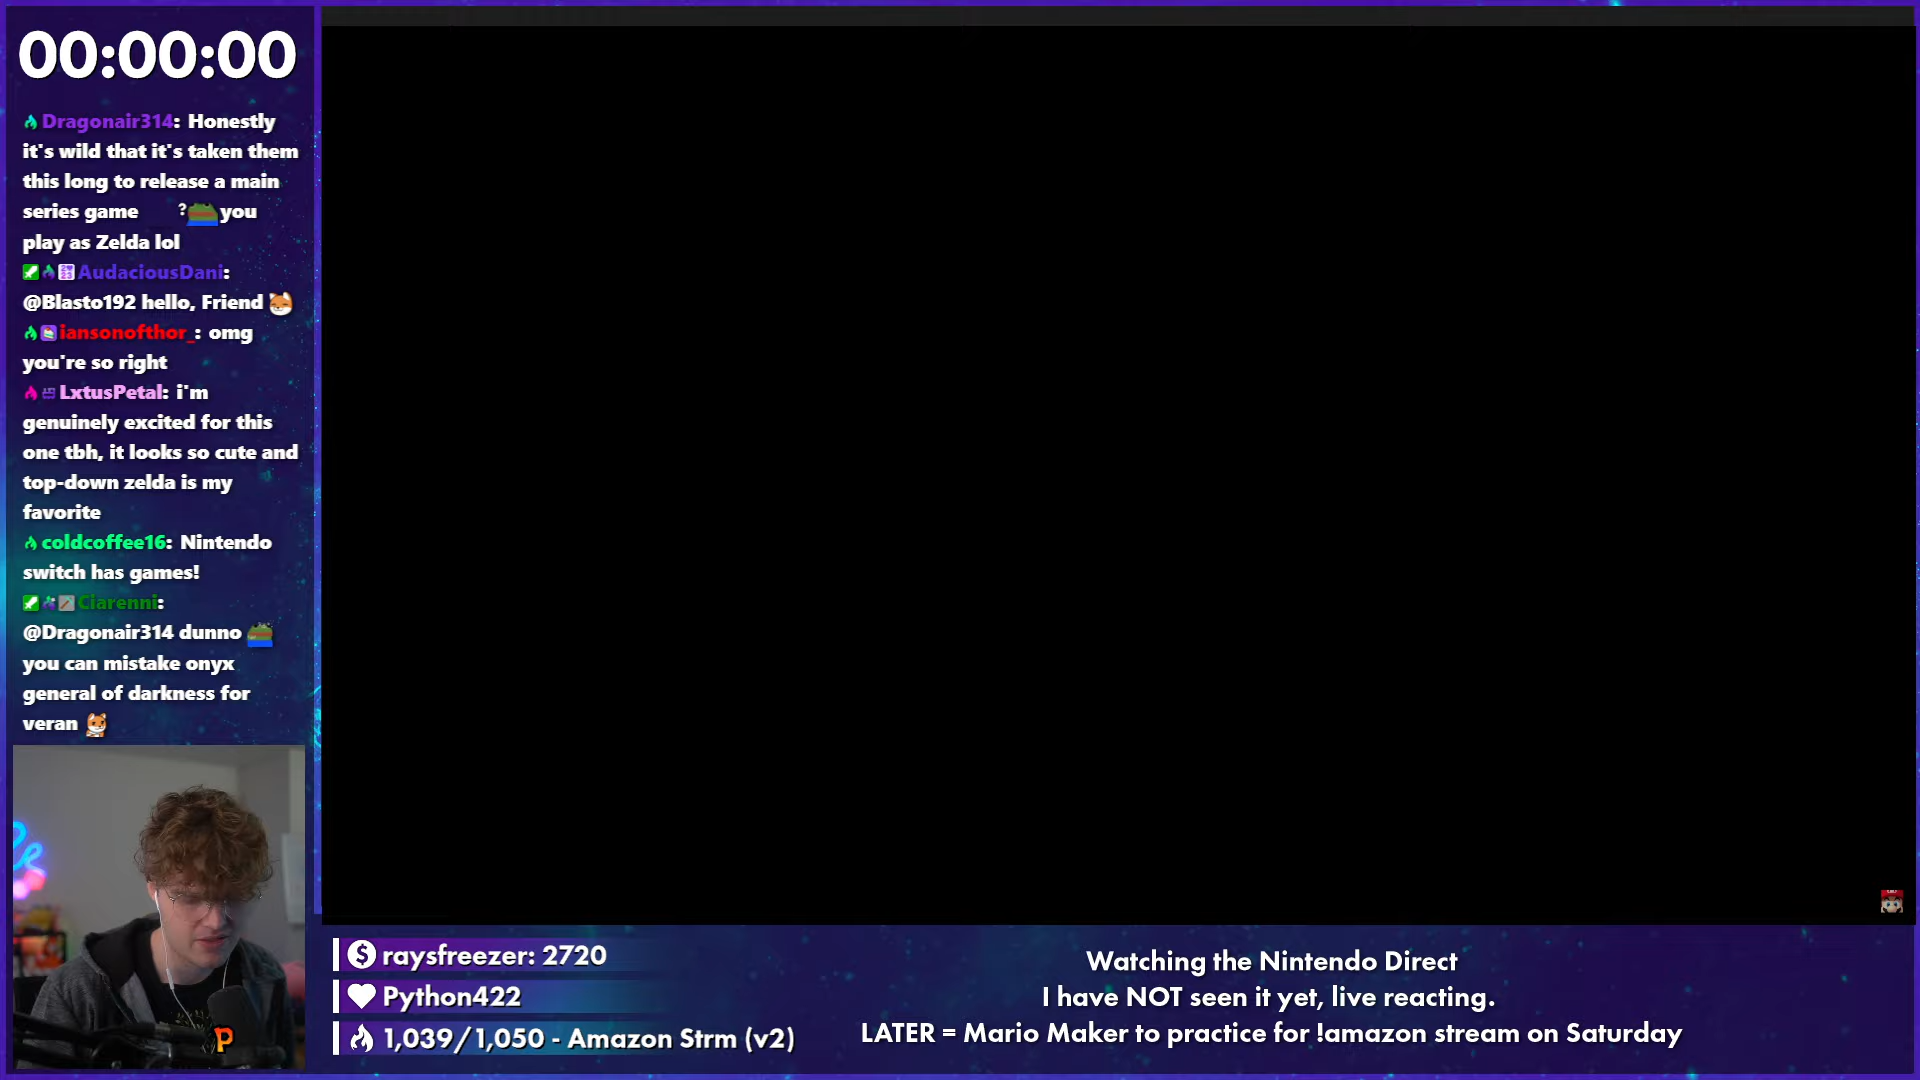 00:00:00
Dragonair314: Honestly
it's wild that it's taken them
this long to release a main
series game ? you
play as Zelda lol
AudaciousDani:
@Blasto192 hello, Friend
iansonofthor_: omg
you're so right
LxtusPetal: i'm
genuinely excited for this
one tbh, it looks so cute and
top-down zelda is my
favorite
coldcoffee16: Nintendo
switch has games!
Ciarenni:
@Dragonair314 dunno
you can mistake onyx
general of darkness for
veran
P
$ raysfreezer: 2720
Python422
1,039/1,050 - Amazon Strm (v2)
Watching the Nintendo Direct
I have NOT seen it yet, live reacting.
LATER = Mario Maker to practice for !amazon stream on Saturday